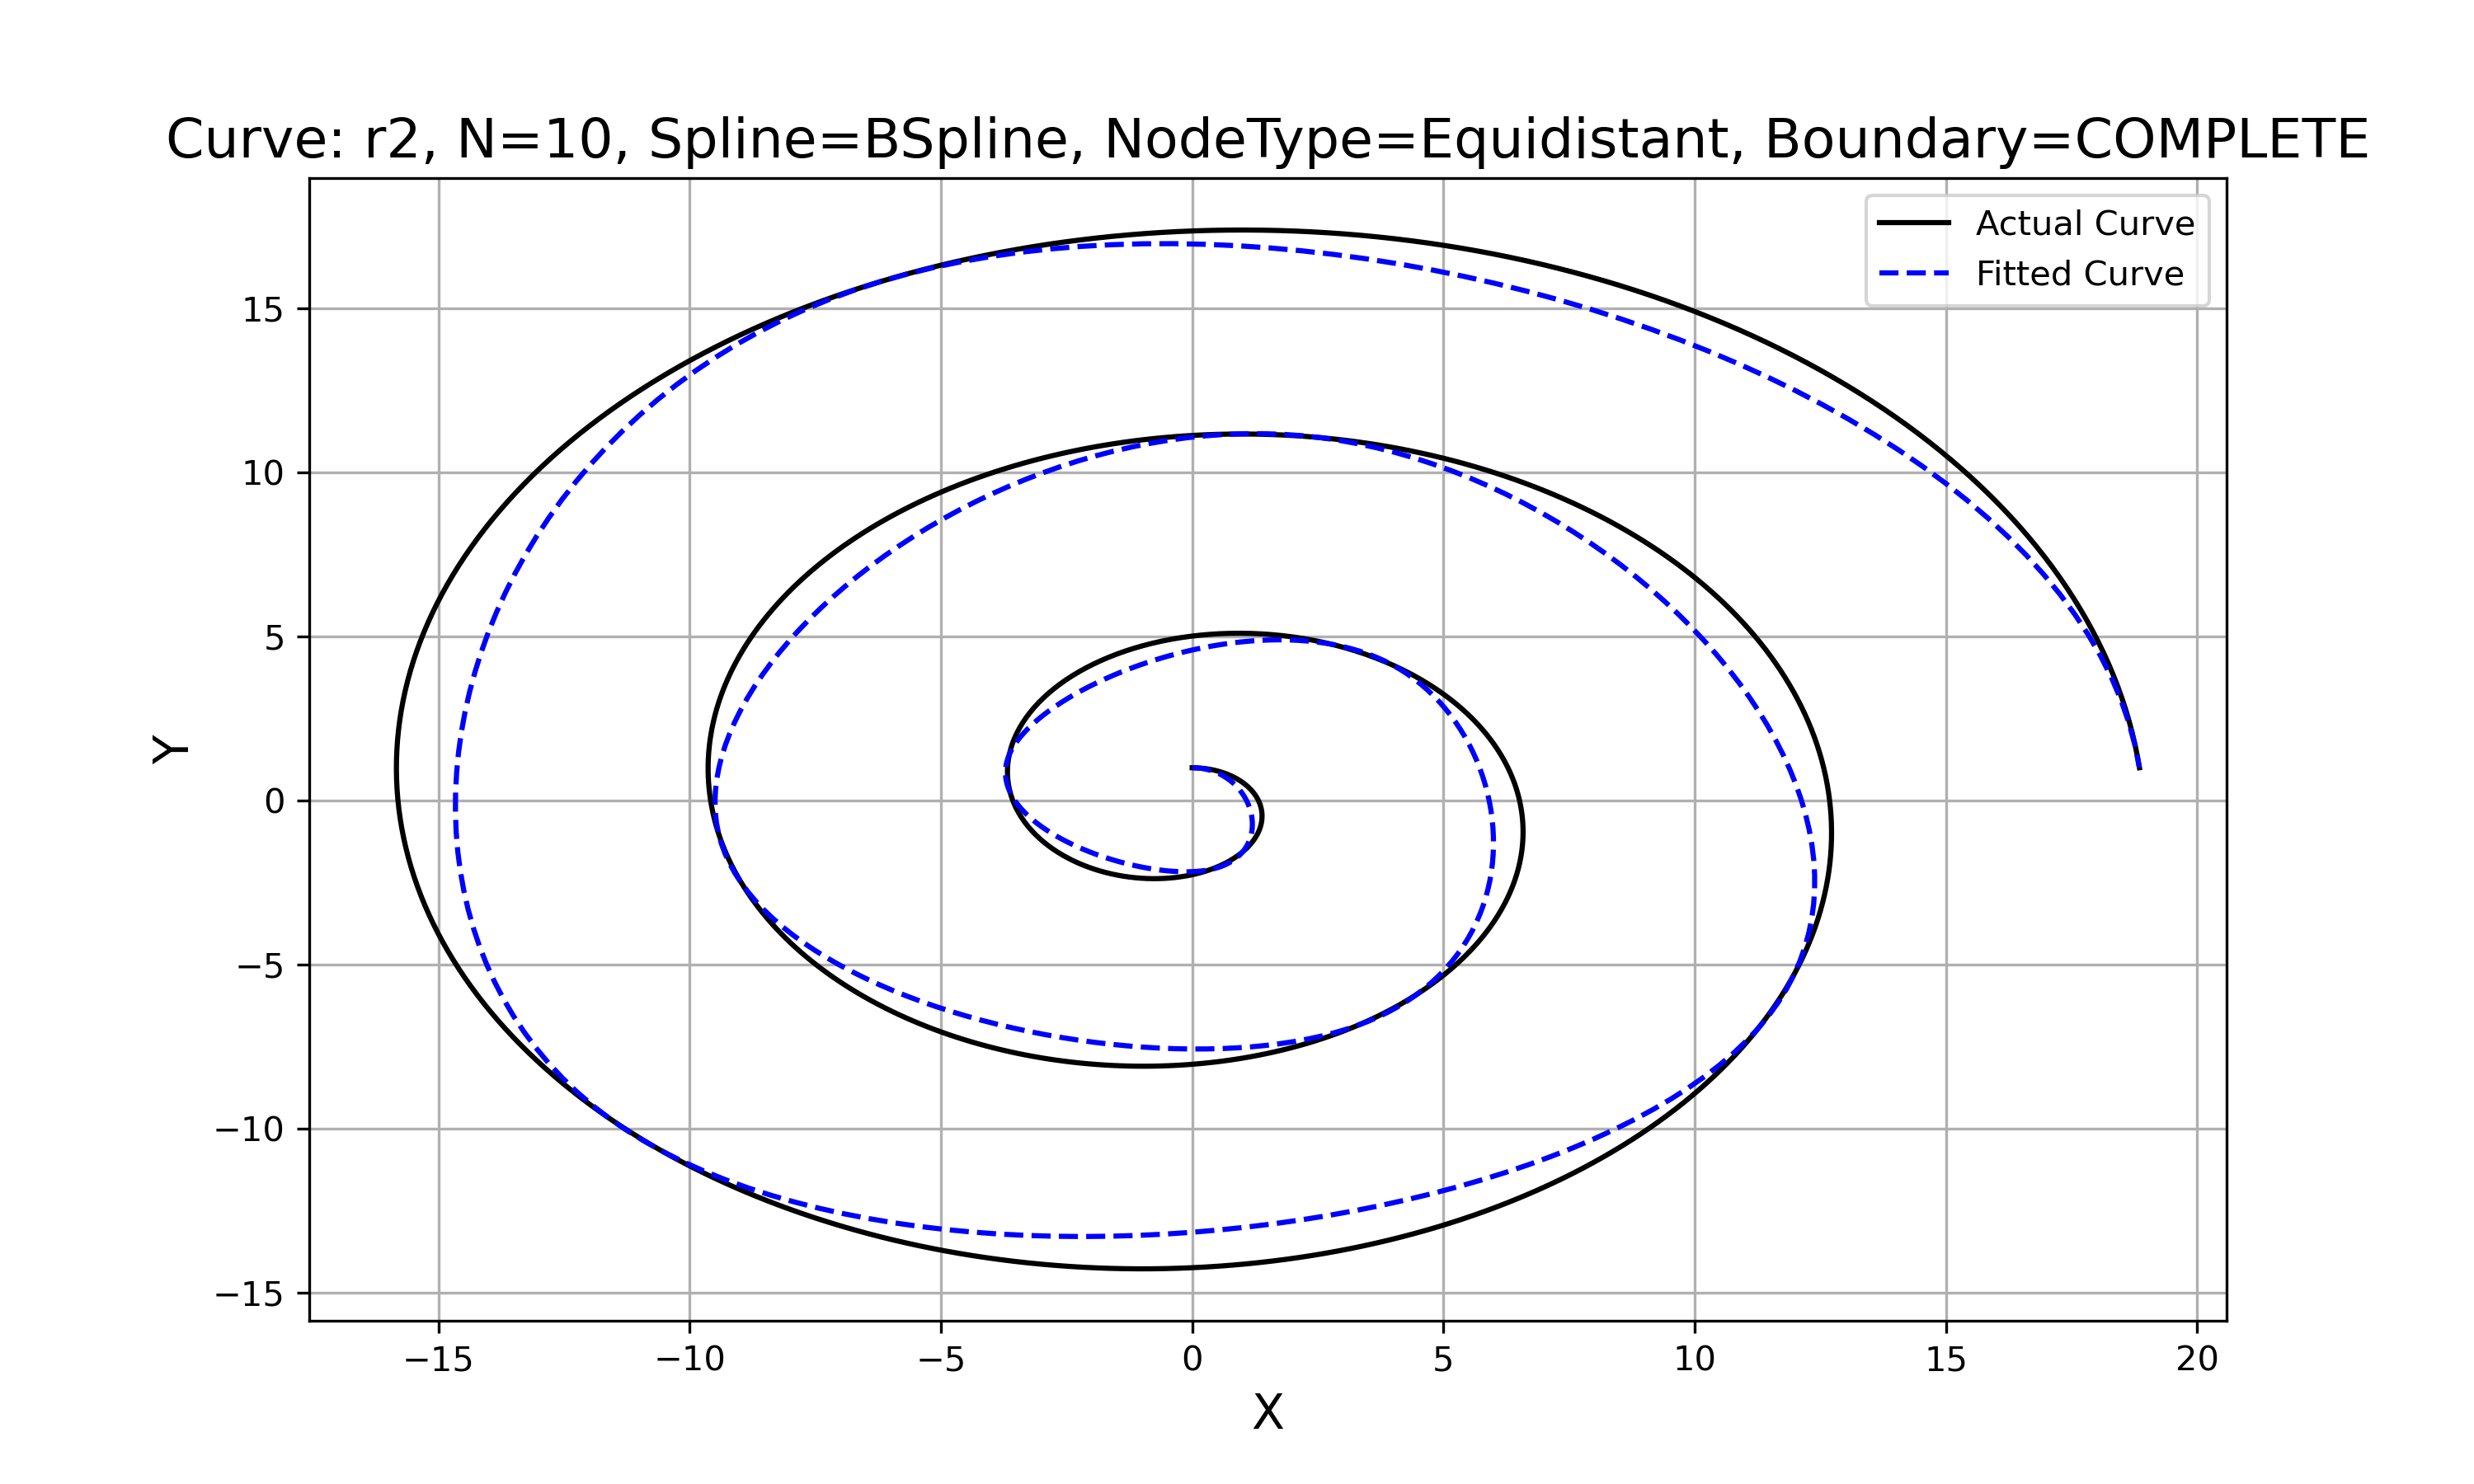 Curve: r2, N=10, Spline=BSpline, NodeType=Equidistant, Boundary=COMPLETE
Actual Curve
Fitted Curve
Y
15
10
5
0
−5
−10
−15
−15 −10 −5 0 5 10 15 20
X